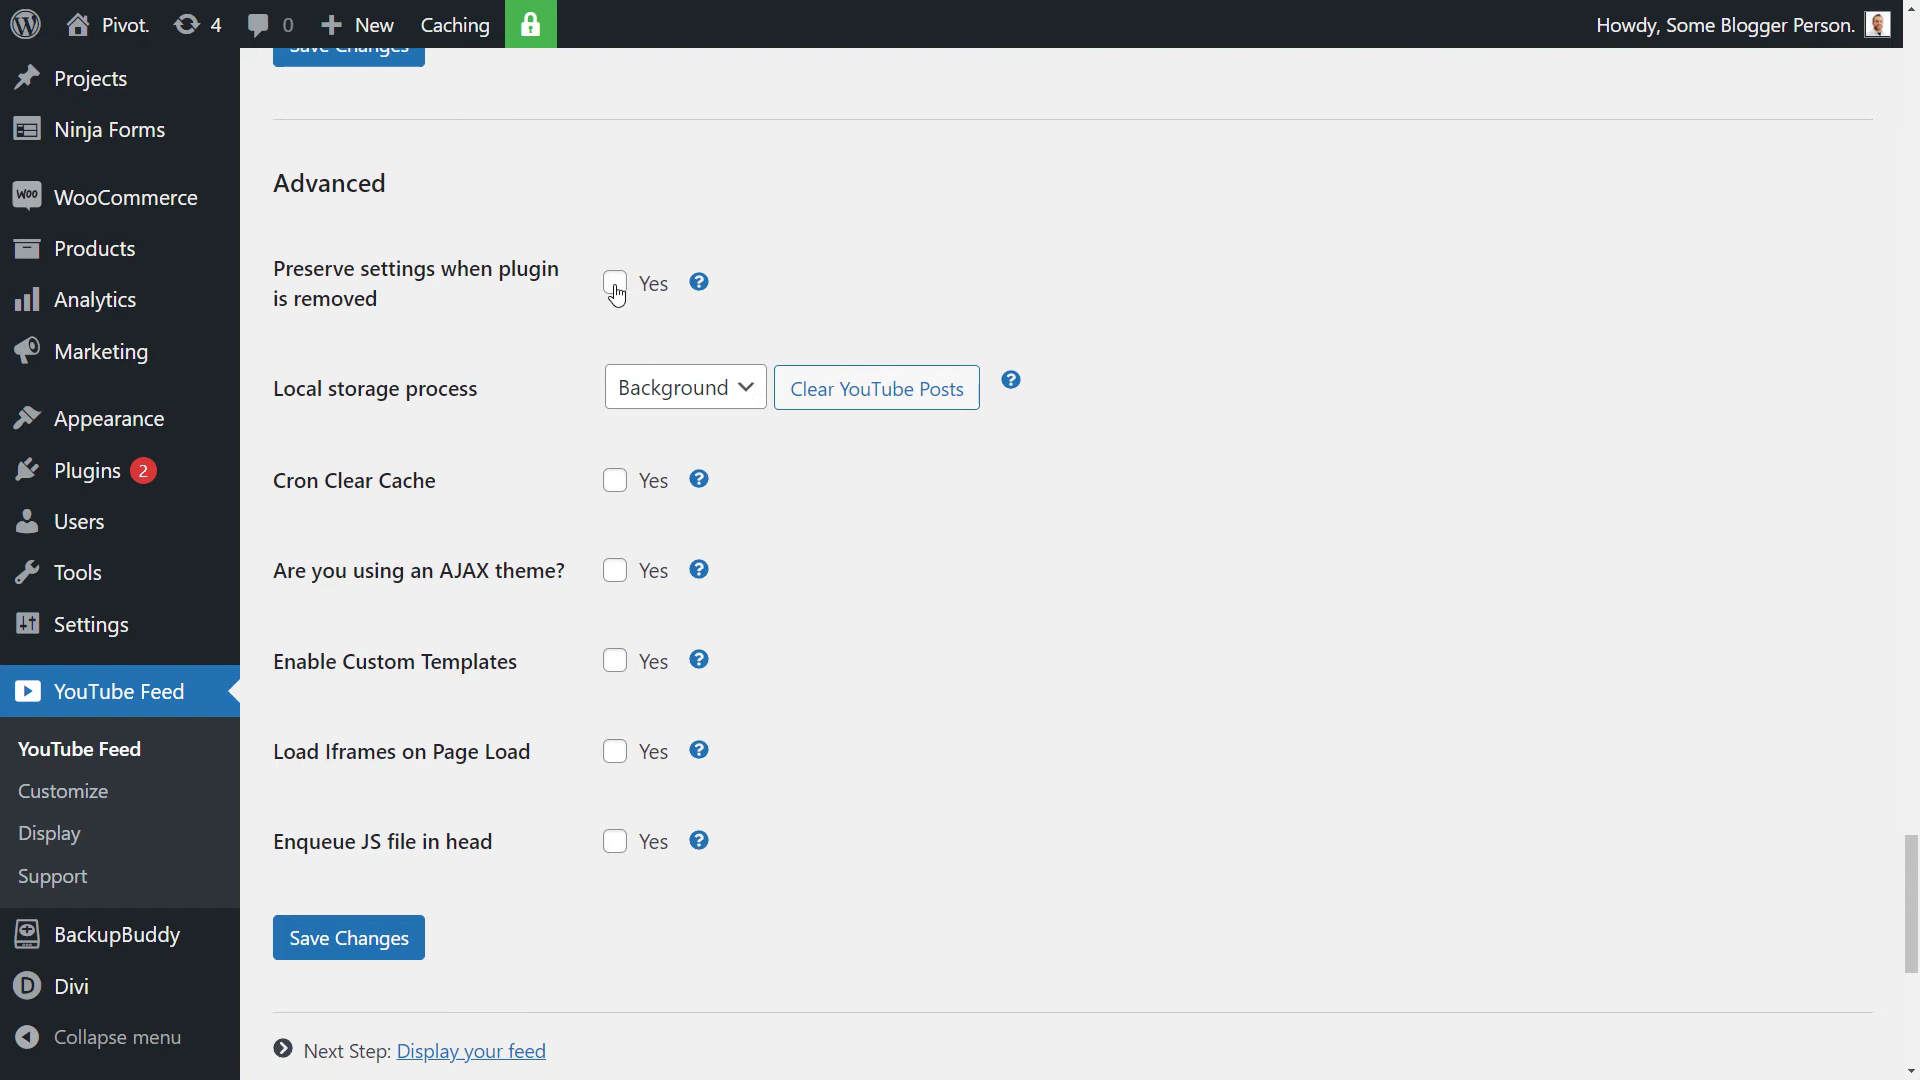 Pivot. 4 0 New Caching Howdy, Some Blogger Person.
Projects
Ninja Forms
WOO WooCommerce
Products
Analytics
Marketing
Appearance
Plugins 2
Users
Tools
Settings
YouTube Feed
YouTube Feed
Customize
Display
Support
BackupBuddy
D Divi
Collapse menu
Save Changes
Advanced
Preserve settings when plugin
is removed
Yes ?
Local storage process Background Clear YouTube Posts ?
Cron Clear Cache Yes ?
Are you using an AJAX theme? Yes ?
Enable Custom Templates Yes ?
Load Iframes on Page Load Yes ?
Enqueue JS file in head Yes ?
Save Changes
Next Step: Display your feed